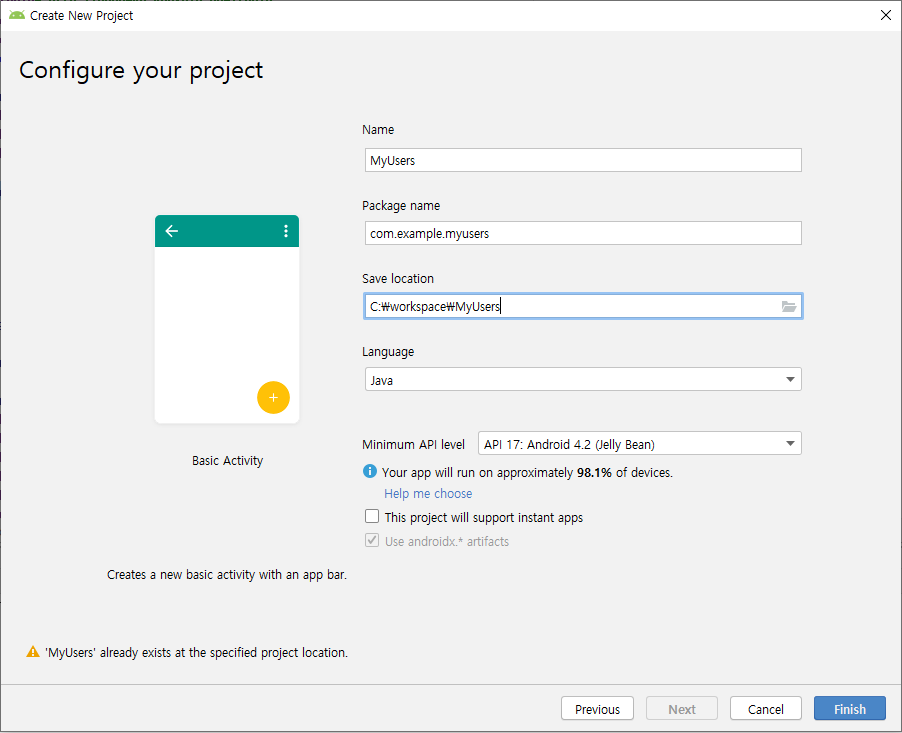 Create New Project
Configure your project
Name
MyUsers
Package name
com.example.myusers
Save location
C:₩workspace₩MyUsers
Language
Java
Basic Activity
Minimum API level API 17: Android 4.2 (Jelly Bean)
Your app will run on approximately 98.1% of devices.
Help me choose
This project will support instant apps
Use androidx.* artifacts
Creates a new basic activity with an app bar.
'MyUsers' already exists at the specified project location.
Previous Next Cancel Finish